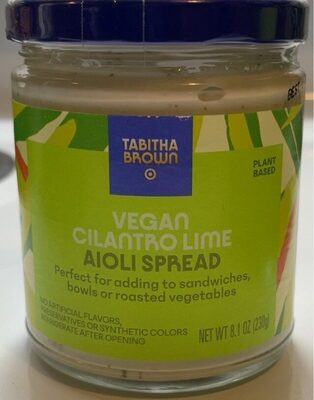 BEST
TABITHA
BROWN
PLANT
BASED
VEGAN
CILANTRO LIME
AIOLI SPREAD
Perfect for adding to sandwiches,
bowls or roasted vegetables
NO ARTIFICIAL FLAVORS,
PRESERVATIVES OR SYNTHETIC COLORS
REFRIGERATE AFTER OPENING
NET WT 8.1 OZ (230g)